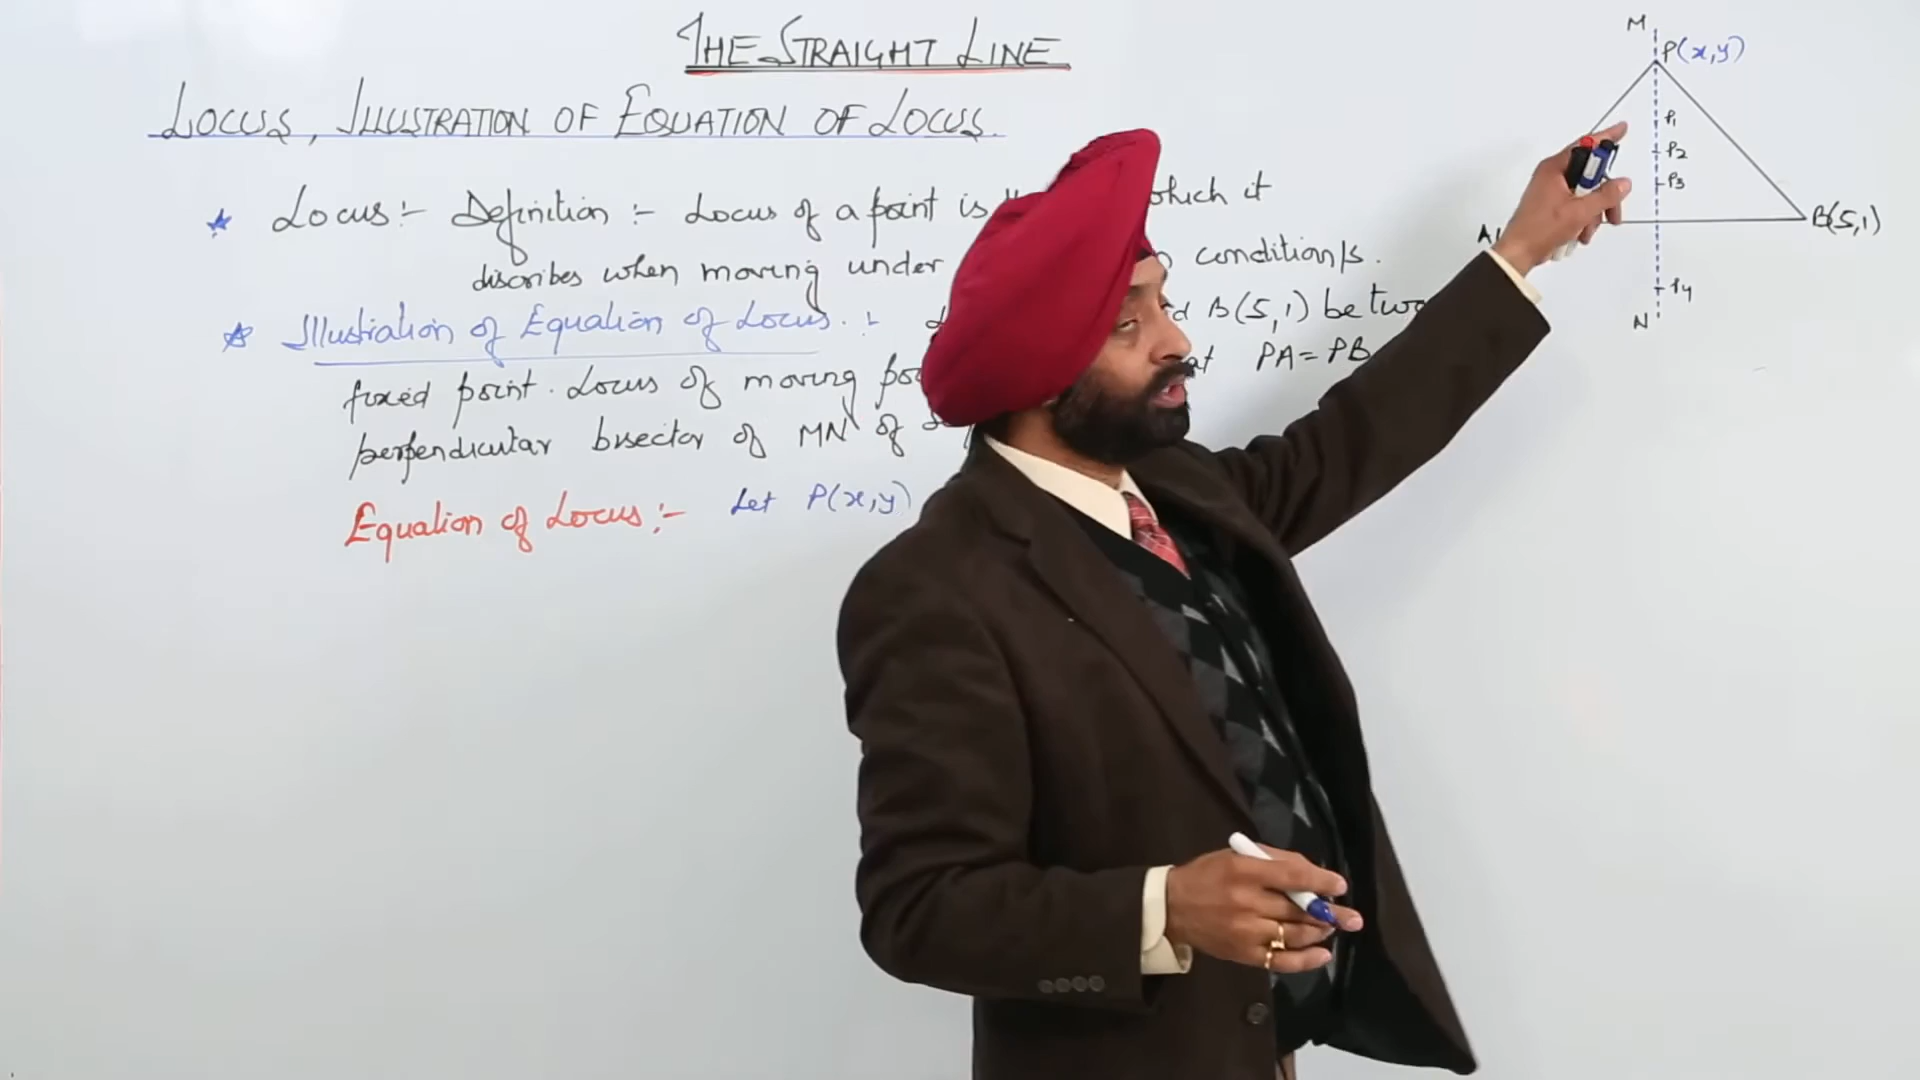 THE STRAIGHT LINE
LOCUS, ILLUSTRATION OF EQUATION OF LOCUS.
Locus :- Definition :- Locus of a point is which it
discribes when moving under condition/s.
Illustration of Equation of Locus. :- B(5,1) be two
fixed point. Locus of moving PA = PB
perpendicular bisector of MN of
Equation of Locus :- Let P(x,y)
M
P(x,y)
P1
P2
P3
A
B(5,1)
P4
N